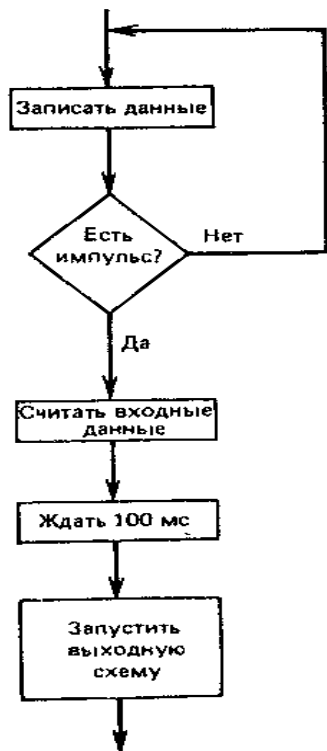 Записать данные
Есть
импульс?
Нет
Да
Считать входные
данные
Ждать 100 мс
Запустить
выходную
схему